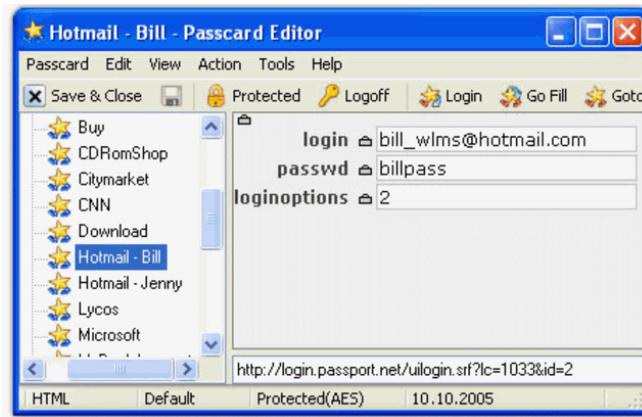 Hotmail - Bill - Passcard Editor
Passcard Edit View Action Tools Help
Save & Close Protected Logoff Login Go Fill Goto
Buy
CDRomShop
Citymarket
CNN
Download
Hotmail - Bill
Hotmail - Jenny
Lycos
Microsoft
login bill_wlms@hotmail.com
passwd billpass
loginoptions 2
http://login.passport.net/uilogin.srf?lc=1033&id=2
HTML Default Protected(AES) 10.10.2005